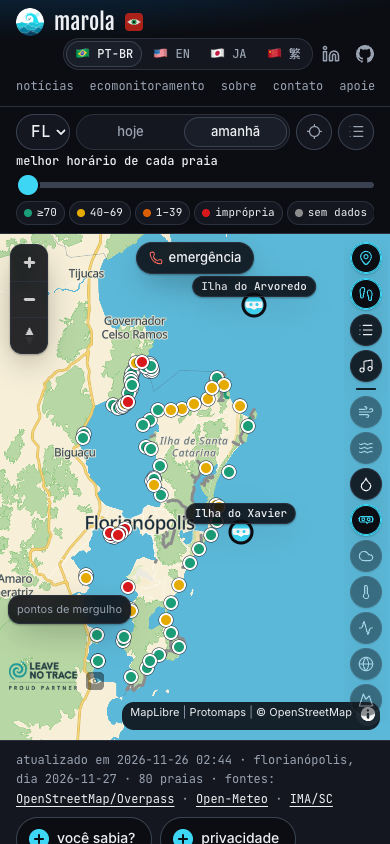 marola
PT-BR EN JA 繁
notícias ecomonitoramento sobre contato apoie
FL hoje amanhã
melhor horário de cada praia
≥70 40–69 1–39 imprópria sem dados
emergência
Tijucas
Ilha do Arvoredo
Governador
Celso Ramos
Biguaçu
Ilha de Santa
Catarina
Ilha do Xavier
Florianópolis
Amaro
eratriz
pontos de mergulho
LEAVE
NO TRACE
PROUD PARTNER
MapLibre | Protomaps | © OpenStreetMap
atualizado em 2026-11-26 02:44 · florianópolis,
dia 2026-11-27 · 80 praias · fontes:
OpenStreetMap/Overpass · Open-Meteo · IMA/SC
você sabia? privacidade